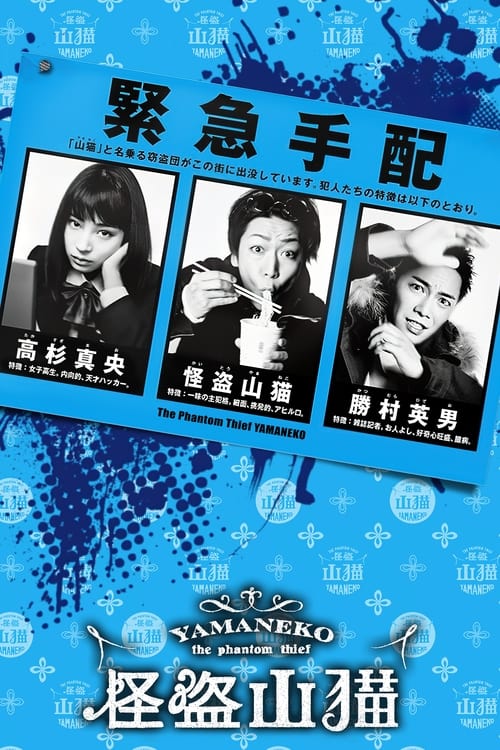 緊急手配
「山猫」と名乗る窃盗団がこの街に出没しています。犯人たちの特徴は以下のとおり。
高杉真央
特徴:女子高生。内向的、天才ハッカー。
怪盗山猫
特徴:一味の主犯格。細面、挑発的、アヒル口。
勝村英男
特徴:雑誌記者。お人よし、好奇心旺盛、臆病。
The Phantom Thief YAMANEKO
YAMANEKO
the phantom thief
怪盗山猫